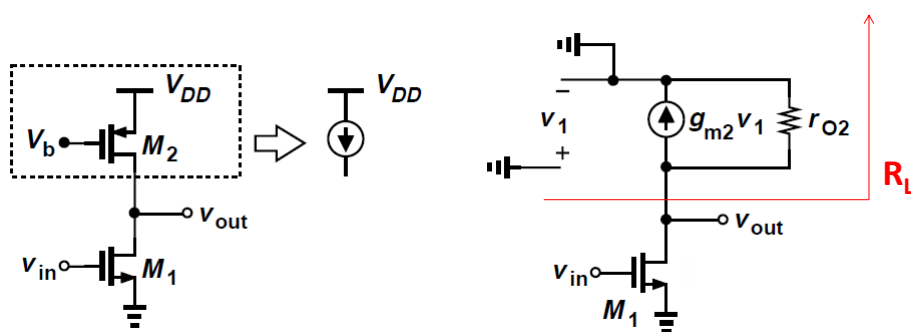 V_DD
V_b
M_2
V_DD
v_out
v_in
M_1
−
v_1
+
g_m2 v_1
r_O2
R_L
v_out
v_in
M_1